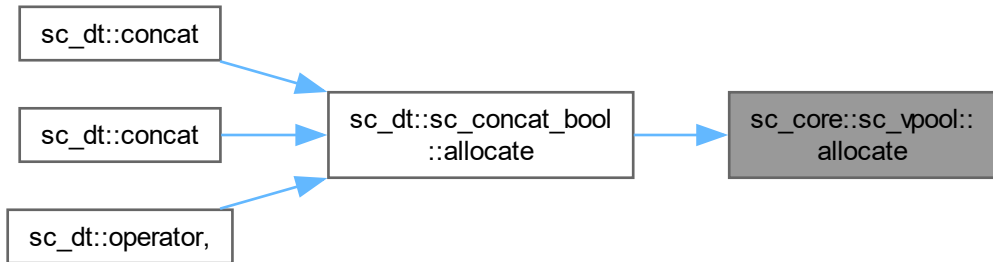 sc_dt::concat
sc_dt::concat
sc_dt::operator,
sc_dt::sc_concat_bool
::allocate
sc_core::sc_vpool::
allocate